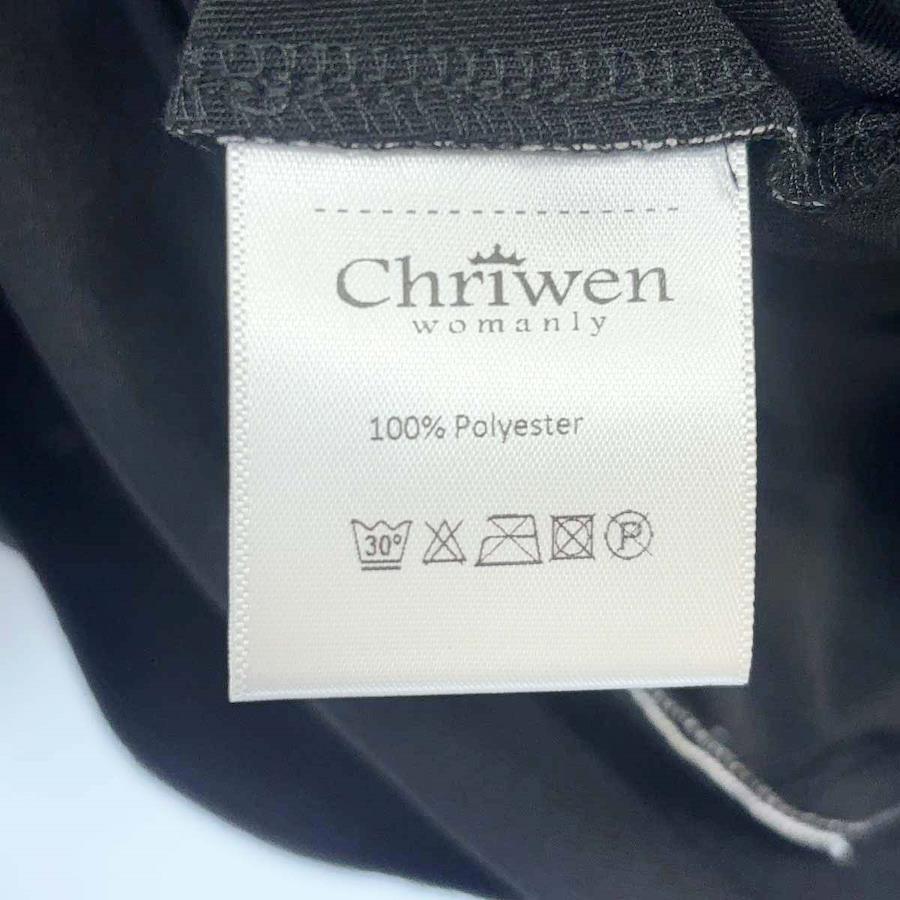 Chriwen
womanly
100% Polyester
30° P